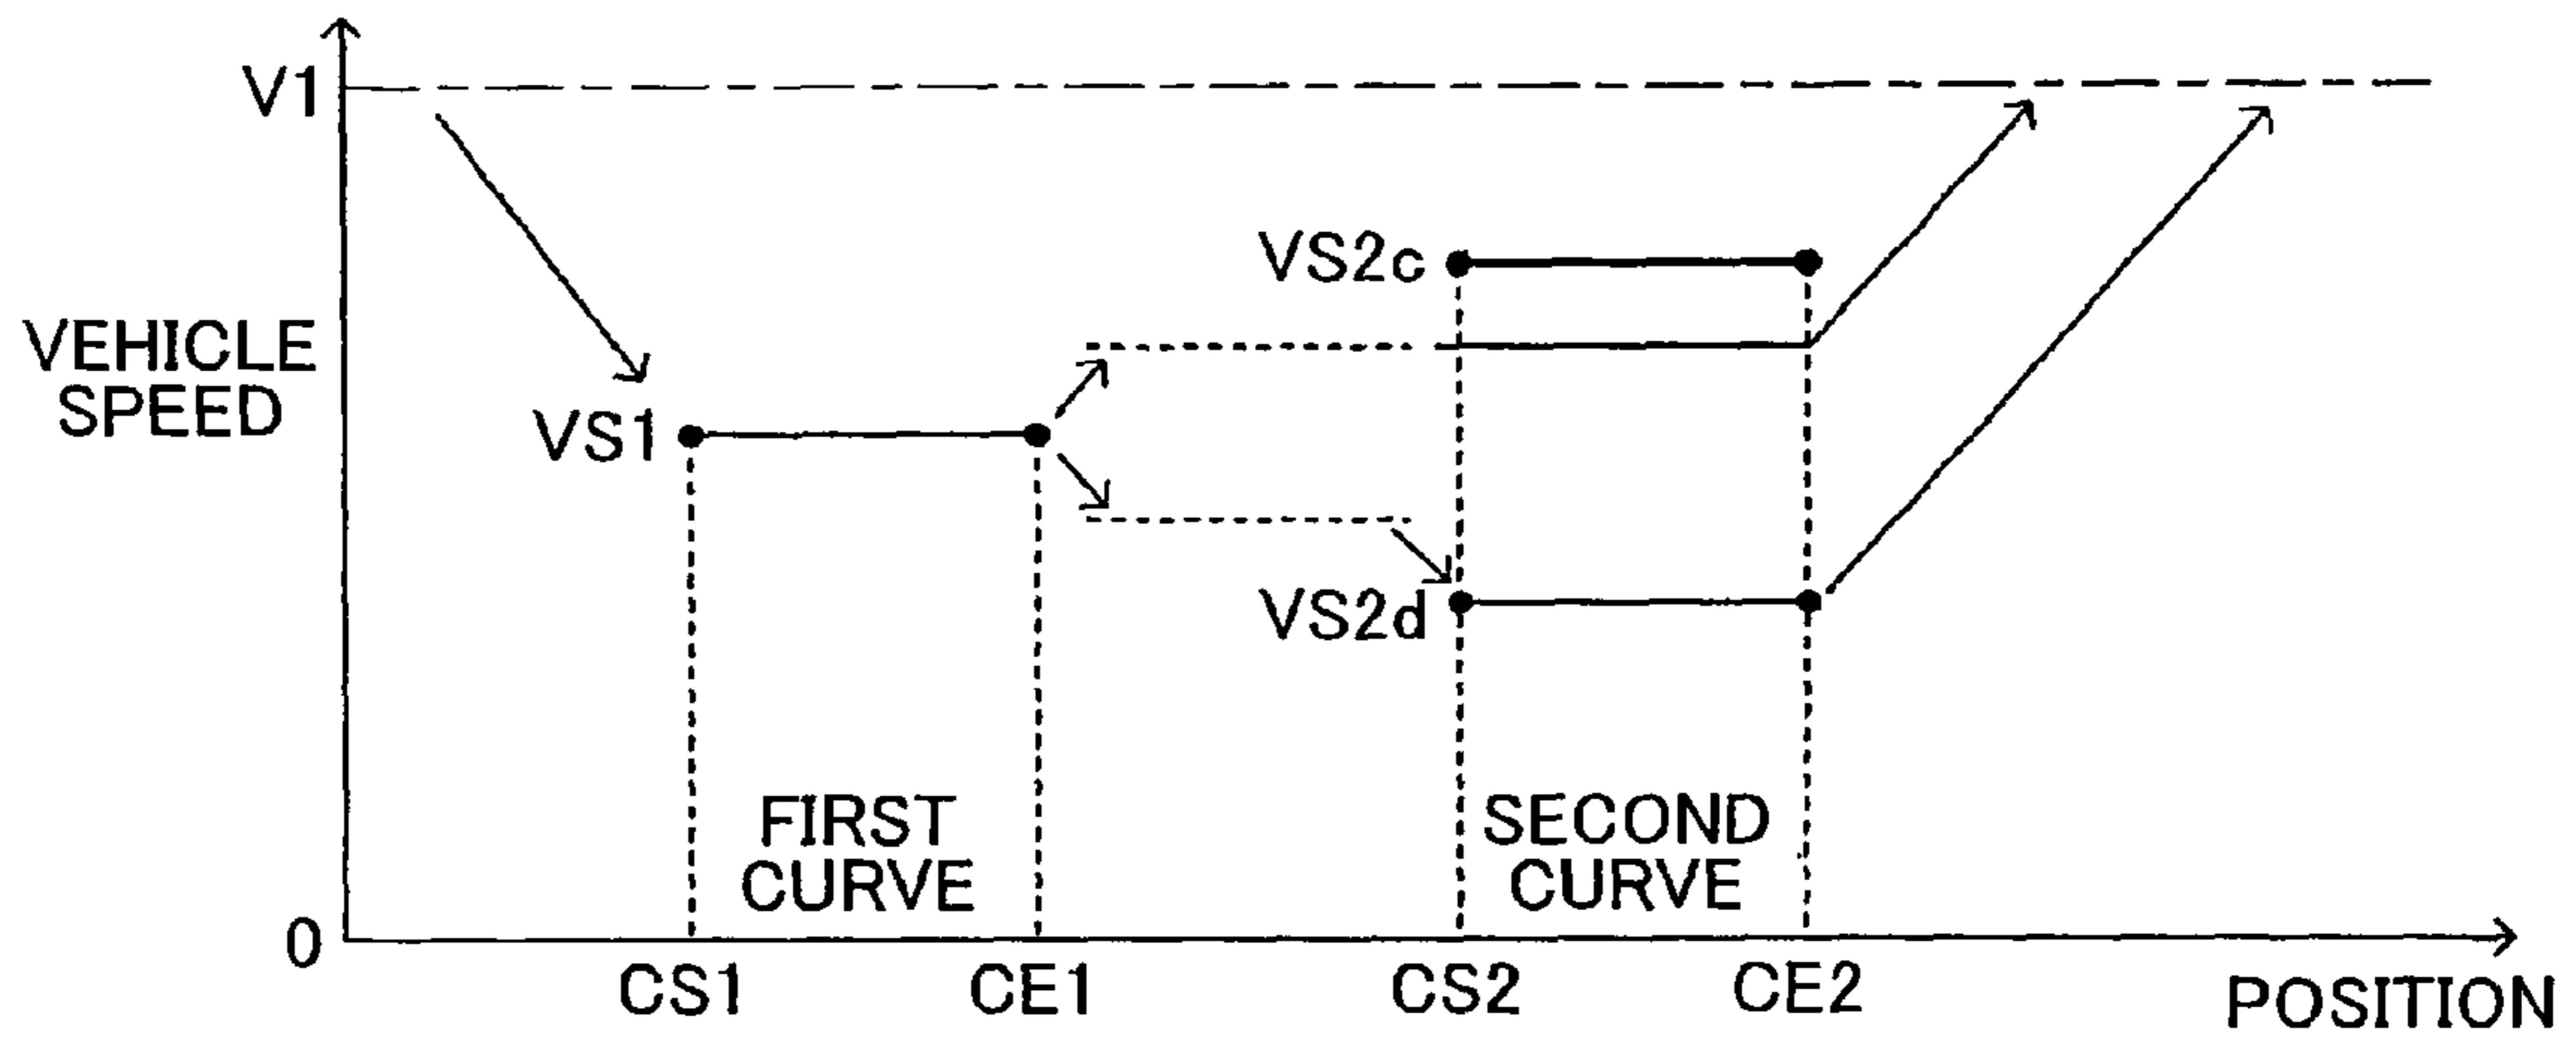 V1
VEHICLE
SPEED
VS2c
VS1
VS2d
FIRST
CURVE
SECOND
CURVE
0
CS1
CE1
CS2
CE2
POSITION